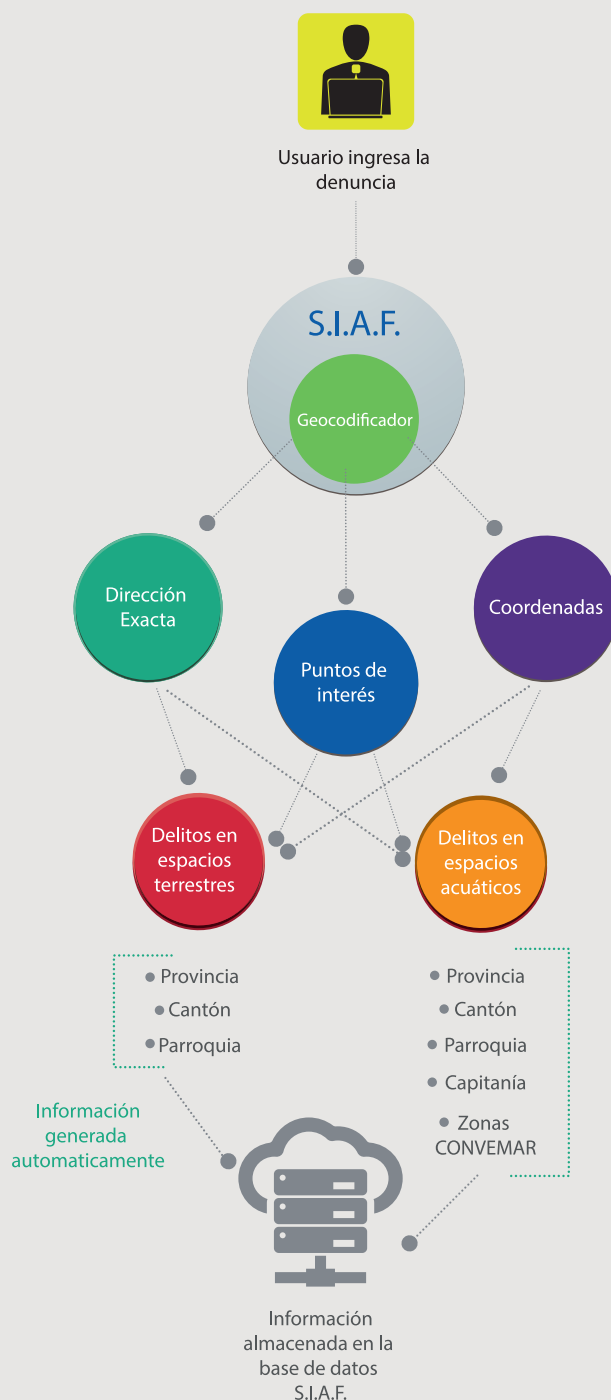 Usuario ingresa la
denuncia
S.I.A.F.
Geocodificador
Dirección
Exacta
Puntos de
interés
Coordenadas
Delitos en
espacios
terrestres
Delitos en
espacios
acuáticos
Provincia
Cantón
Parroquia
Provincia
Cantón
Parroquia
Capitanía
Zonas
CONVEMAR
Información
generada
automaticamente
Información
almacenada en la
base de datos
S.I.A.F.